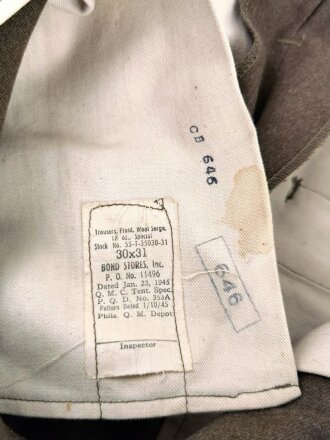 CB 646
Trousers, Field, Wool Serge,
18 oz. Special
Stock No. 55-T-35030-31
30x31
BOND STORES, Inc.
P. O. No. 11496
Dated Jan. 23, 1945
Q. M. C. Tent. Spec.
P. Q. D. No. 353A
Pattern Dated 1/10/45
Phila. Q. M. Depot
Inspector
646